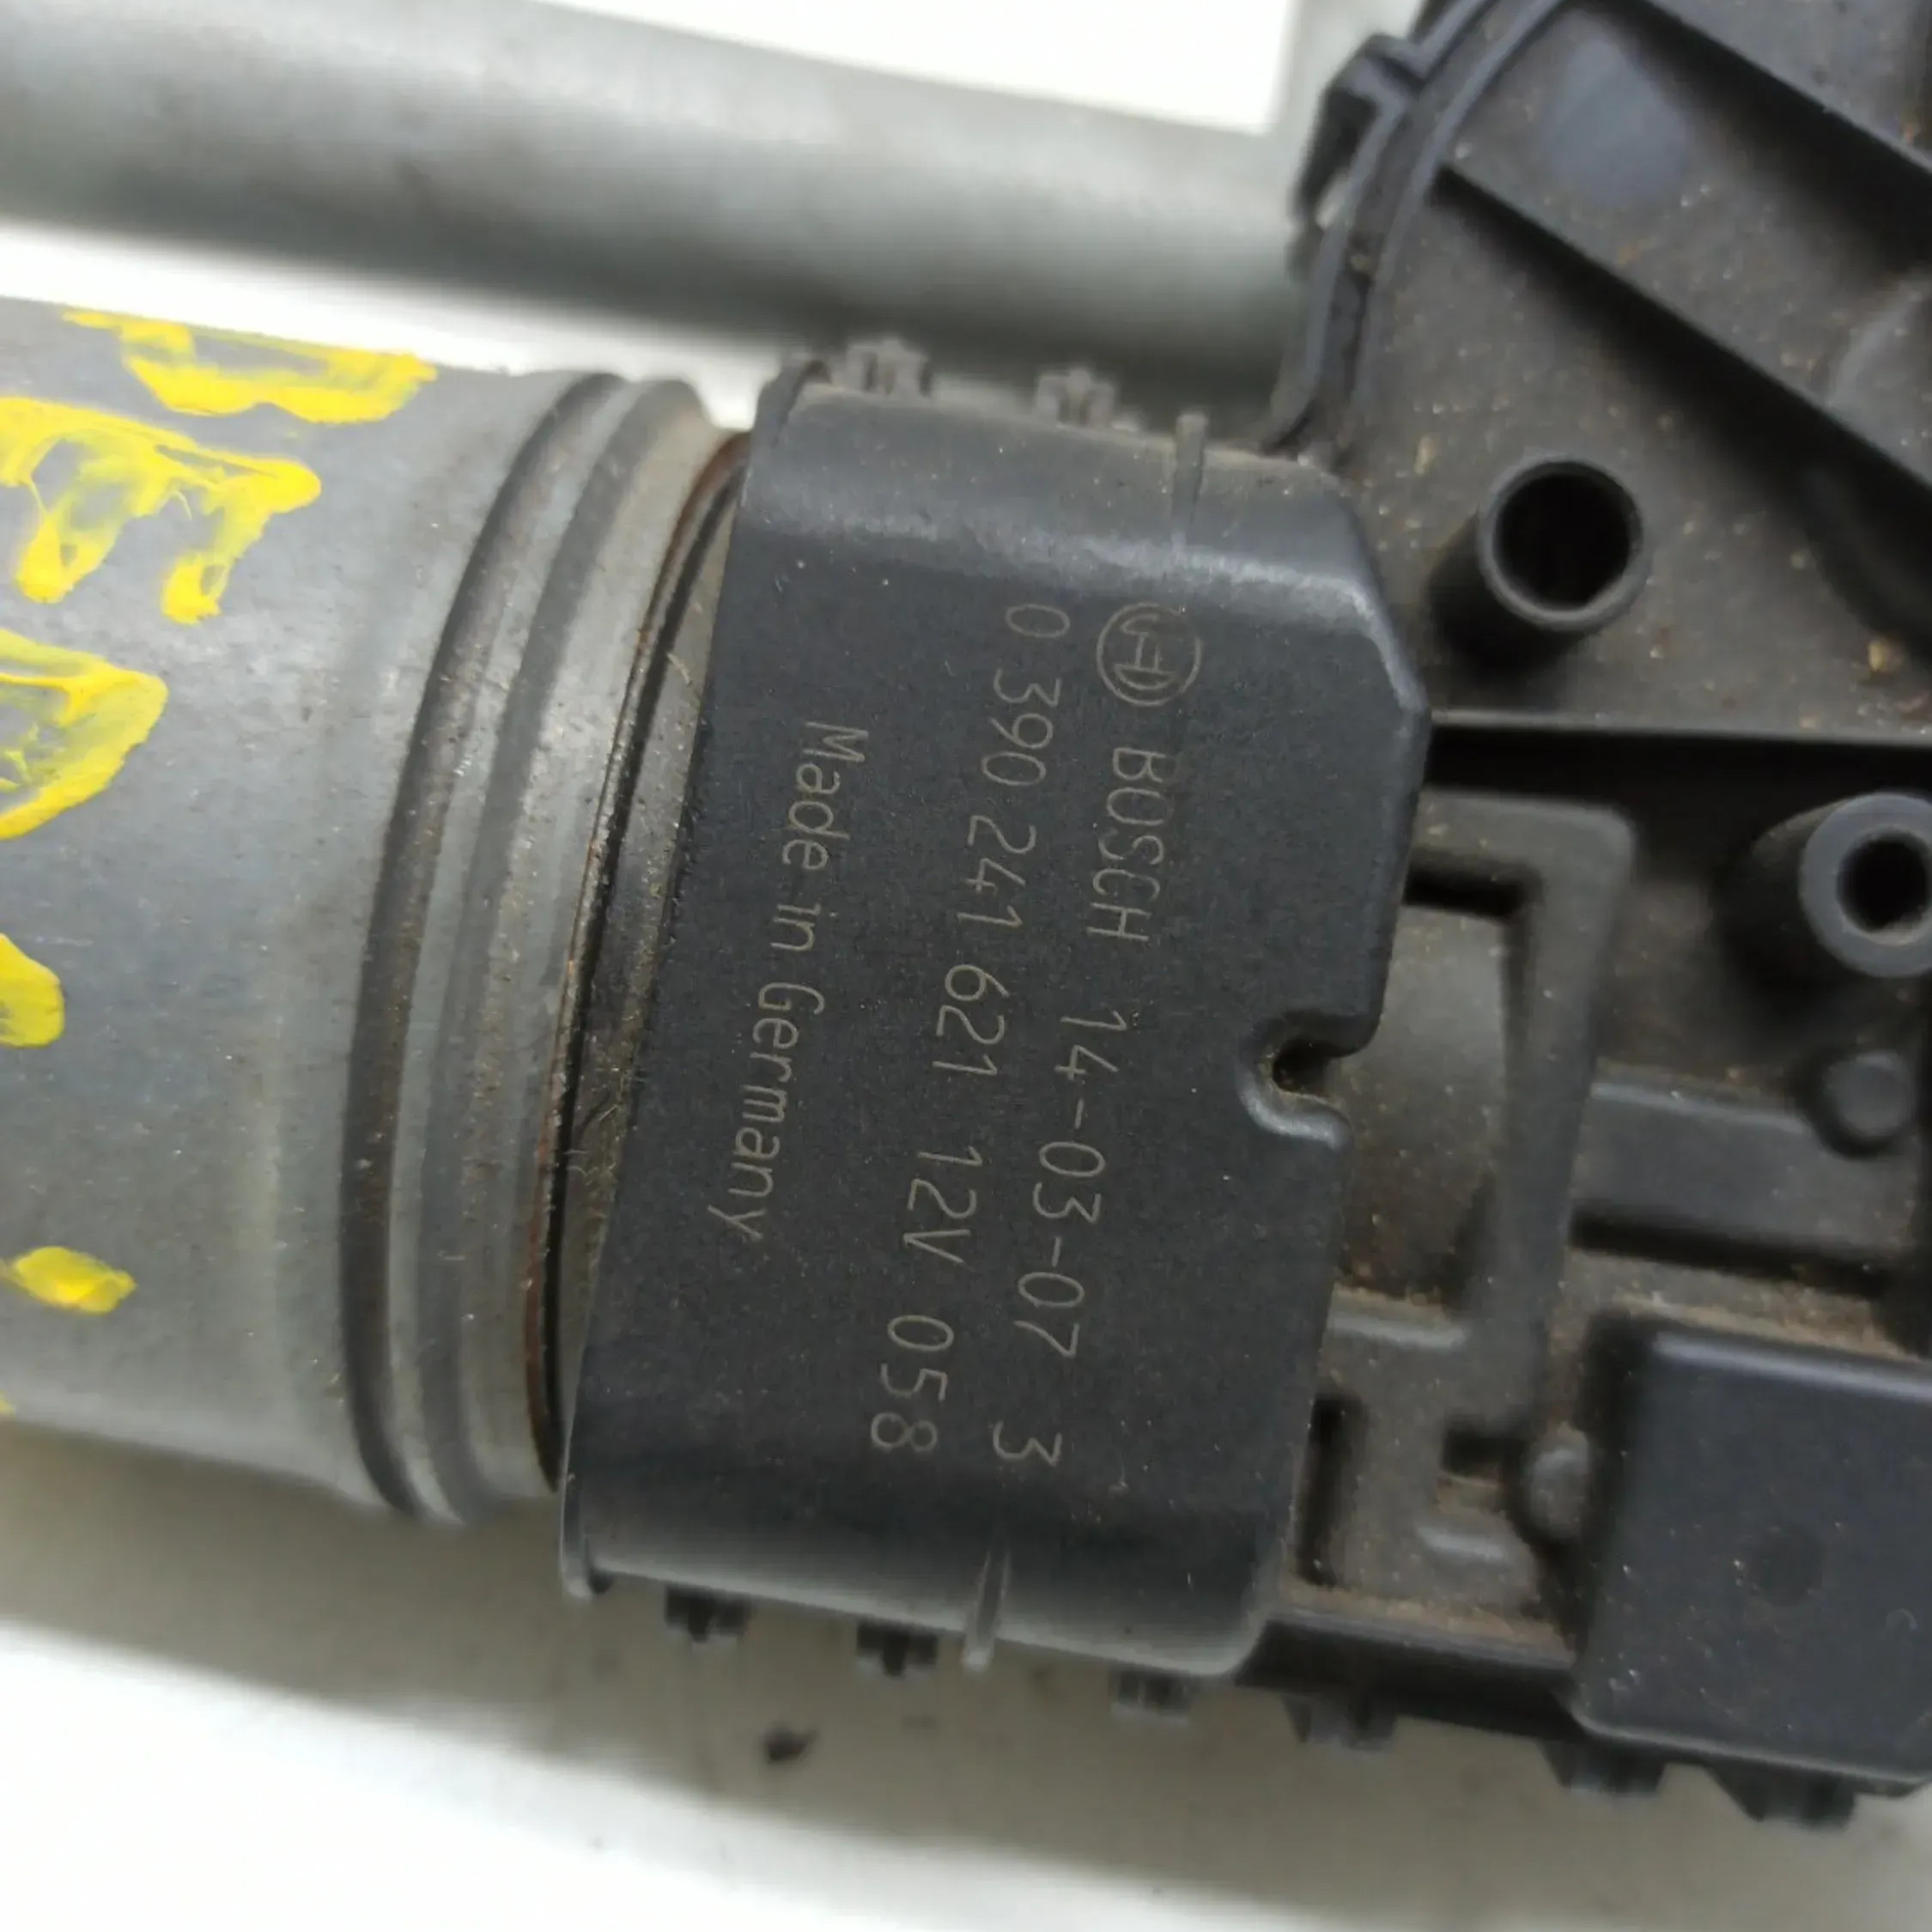 BOSCH 14-03-07 3
0 390 241 621 12V 058
Made in Germany